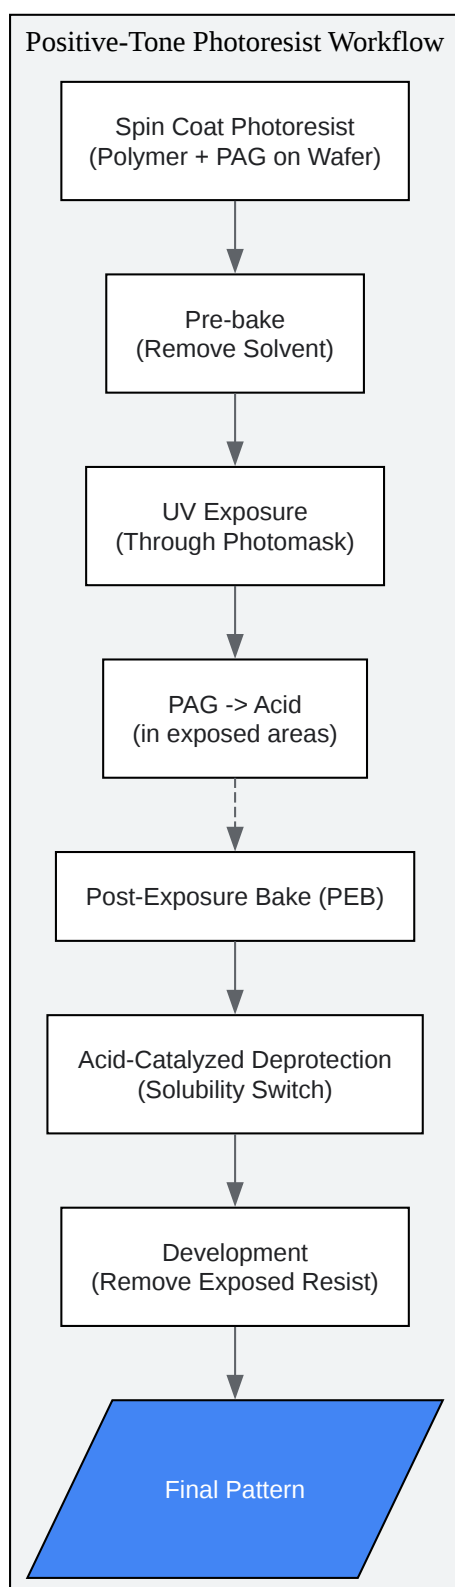 Positive-Tone Photoresist Workflow
Spin Coat Photoresist
(Polymer + PAG on Wafer)
Pre-bake
(Remove Solvent)
UV Exposure
(Through Photomask)
PAG -> Acid
(in exposed areas)
Post-Exposure Bake (PEB)
Acid-Catalyzed Deprotection
(Solubility Switch)
Development
(Remove Exposed Resist)
Final Pattern